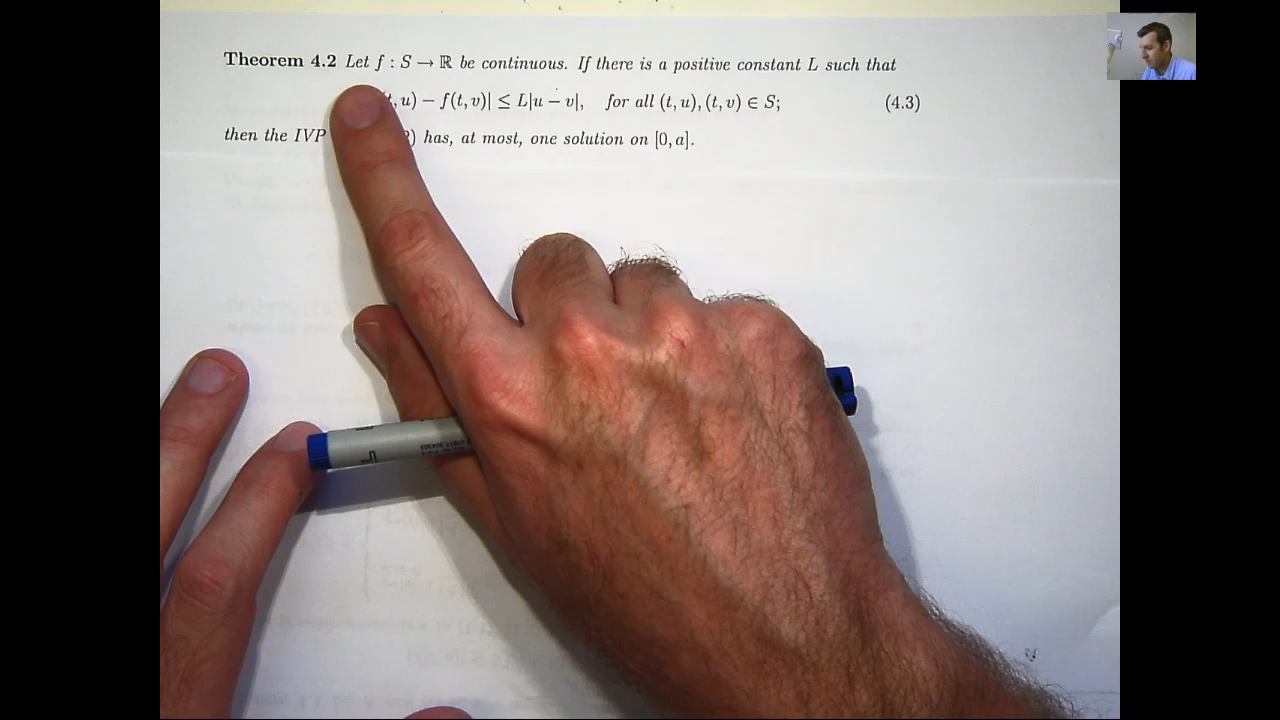 Theorem 4.2 Let f : S → ℝ be continuous. If there is a positive constant L such that
t, u) − f(t, v)| ≤ L|u − v|, for all (t, u), (t, v) ∈ S; (4.3)
then the IVP ) has, at most, one solution on [0, a].